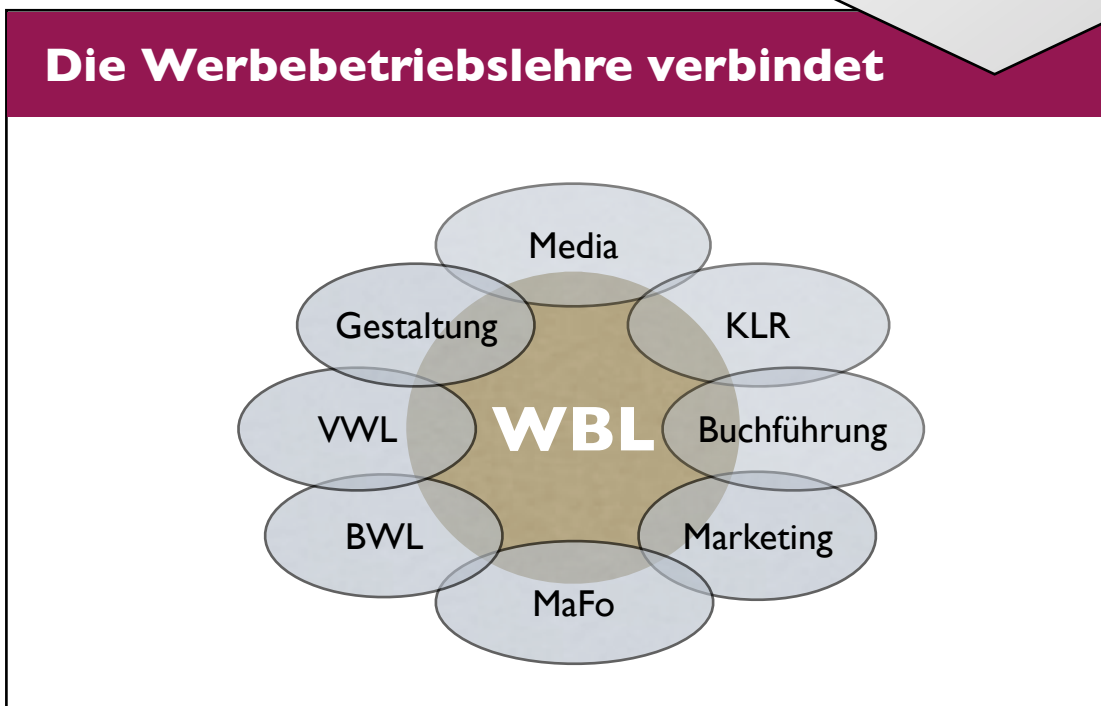 Die Werbebetriebslehre verbindet
Media
Gestaltung
KLR
VWL
WBL
Buchführung
BWL
Marketing
MaFo